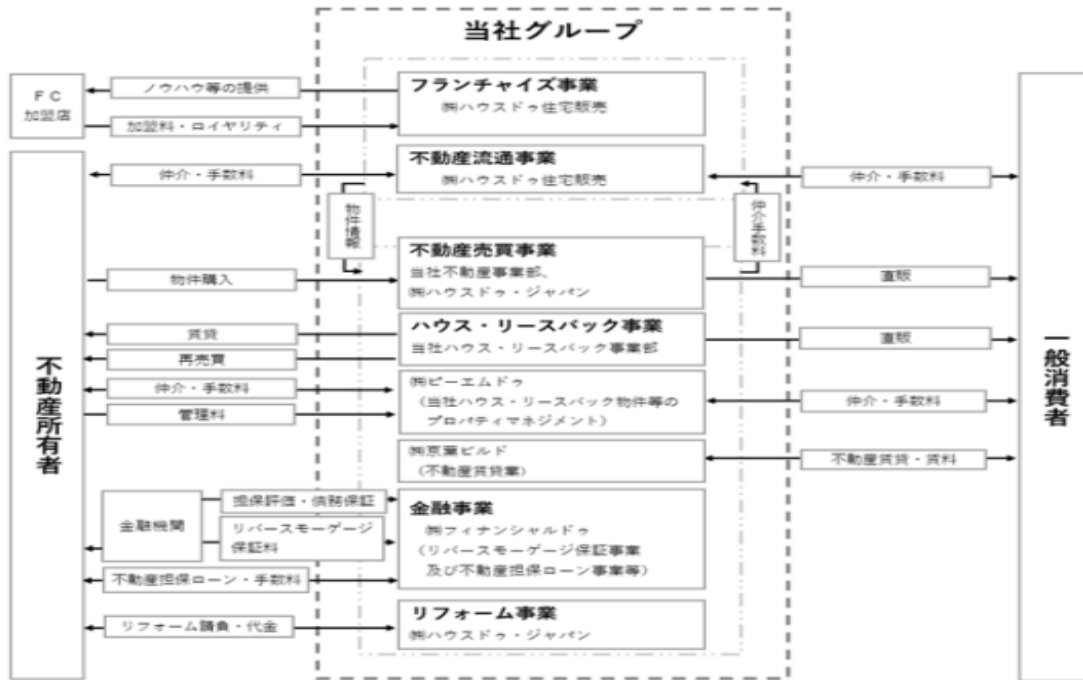 当社グループ
フランチャイズ事業
㈱ハウスドゥ住宅販売
ＦＣ
加盟店
ノウハウ等の提供
加盟料・ロイヤリティ
不動産流通事業
㈱ハウスドゥ住宅販売
仲介・手数料
仲介・手数料
物件情報
仲介手数料
不動産売買事業
当社不動産事業部、
㈱ハウスドゥ・ジャパン
物件購入
直販
ハウス・リースバック事業
当社ハウス・リースバック事業部
賃貸
再売買
直販
㈱ピーエムドゥ
（当社ハウス・リースバック物件等の
プロパティマネジメント）
仲介・手数料
管理料
仲介・手数料
㈱京葉ビルド
（不動産賃貸業）
不動産賃貸・賃料
不動産所有者
一般消費者
金融事業
㈱フィナンシャルドゥ
（リバースモーゲージ保証事業
及び不動産担保ローン事業等）
金融機関
担保評価・債務保証
リバースモーゲージ
保証料
不動産担保ローン・手数料
リフォーム事業
㈱ハウスドゥ・ジャパン
リフォーム請負・代金